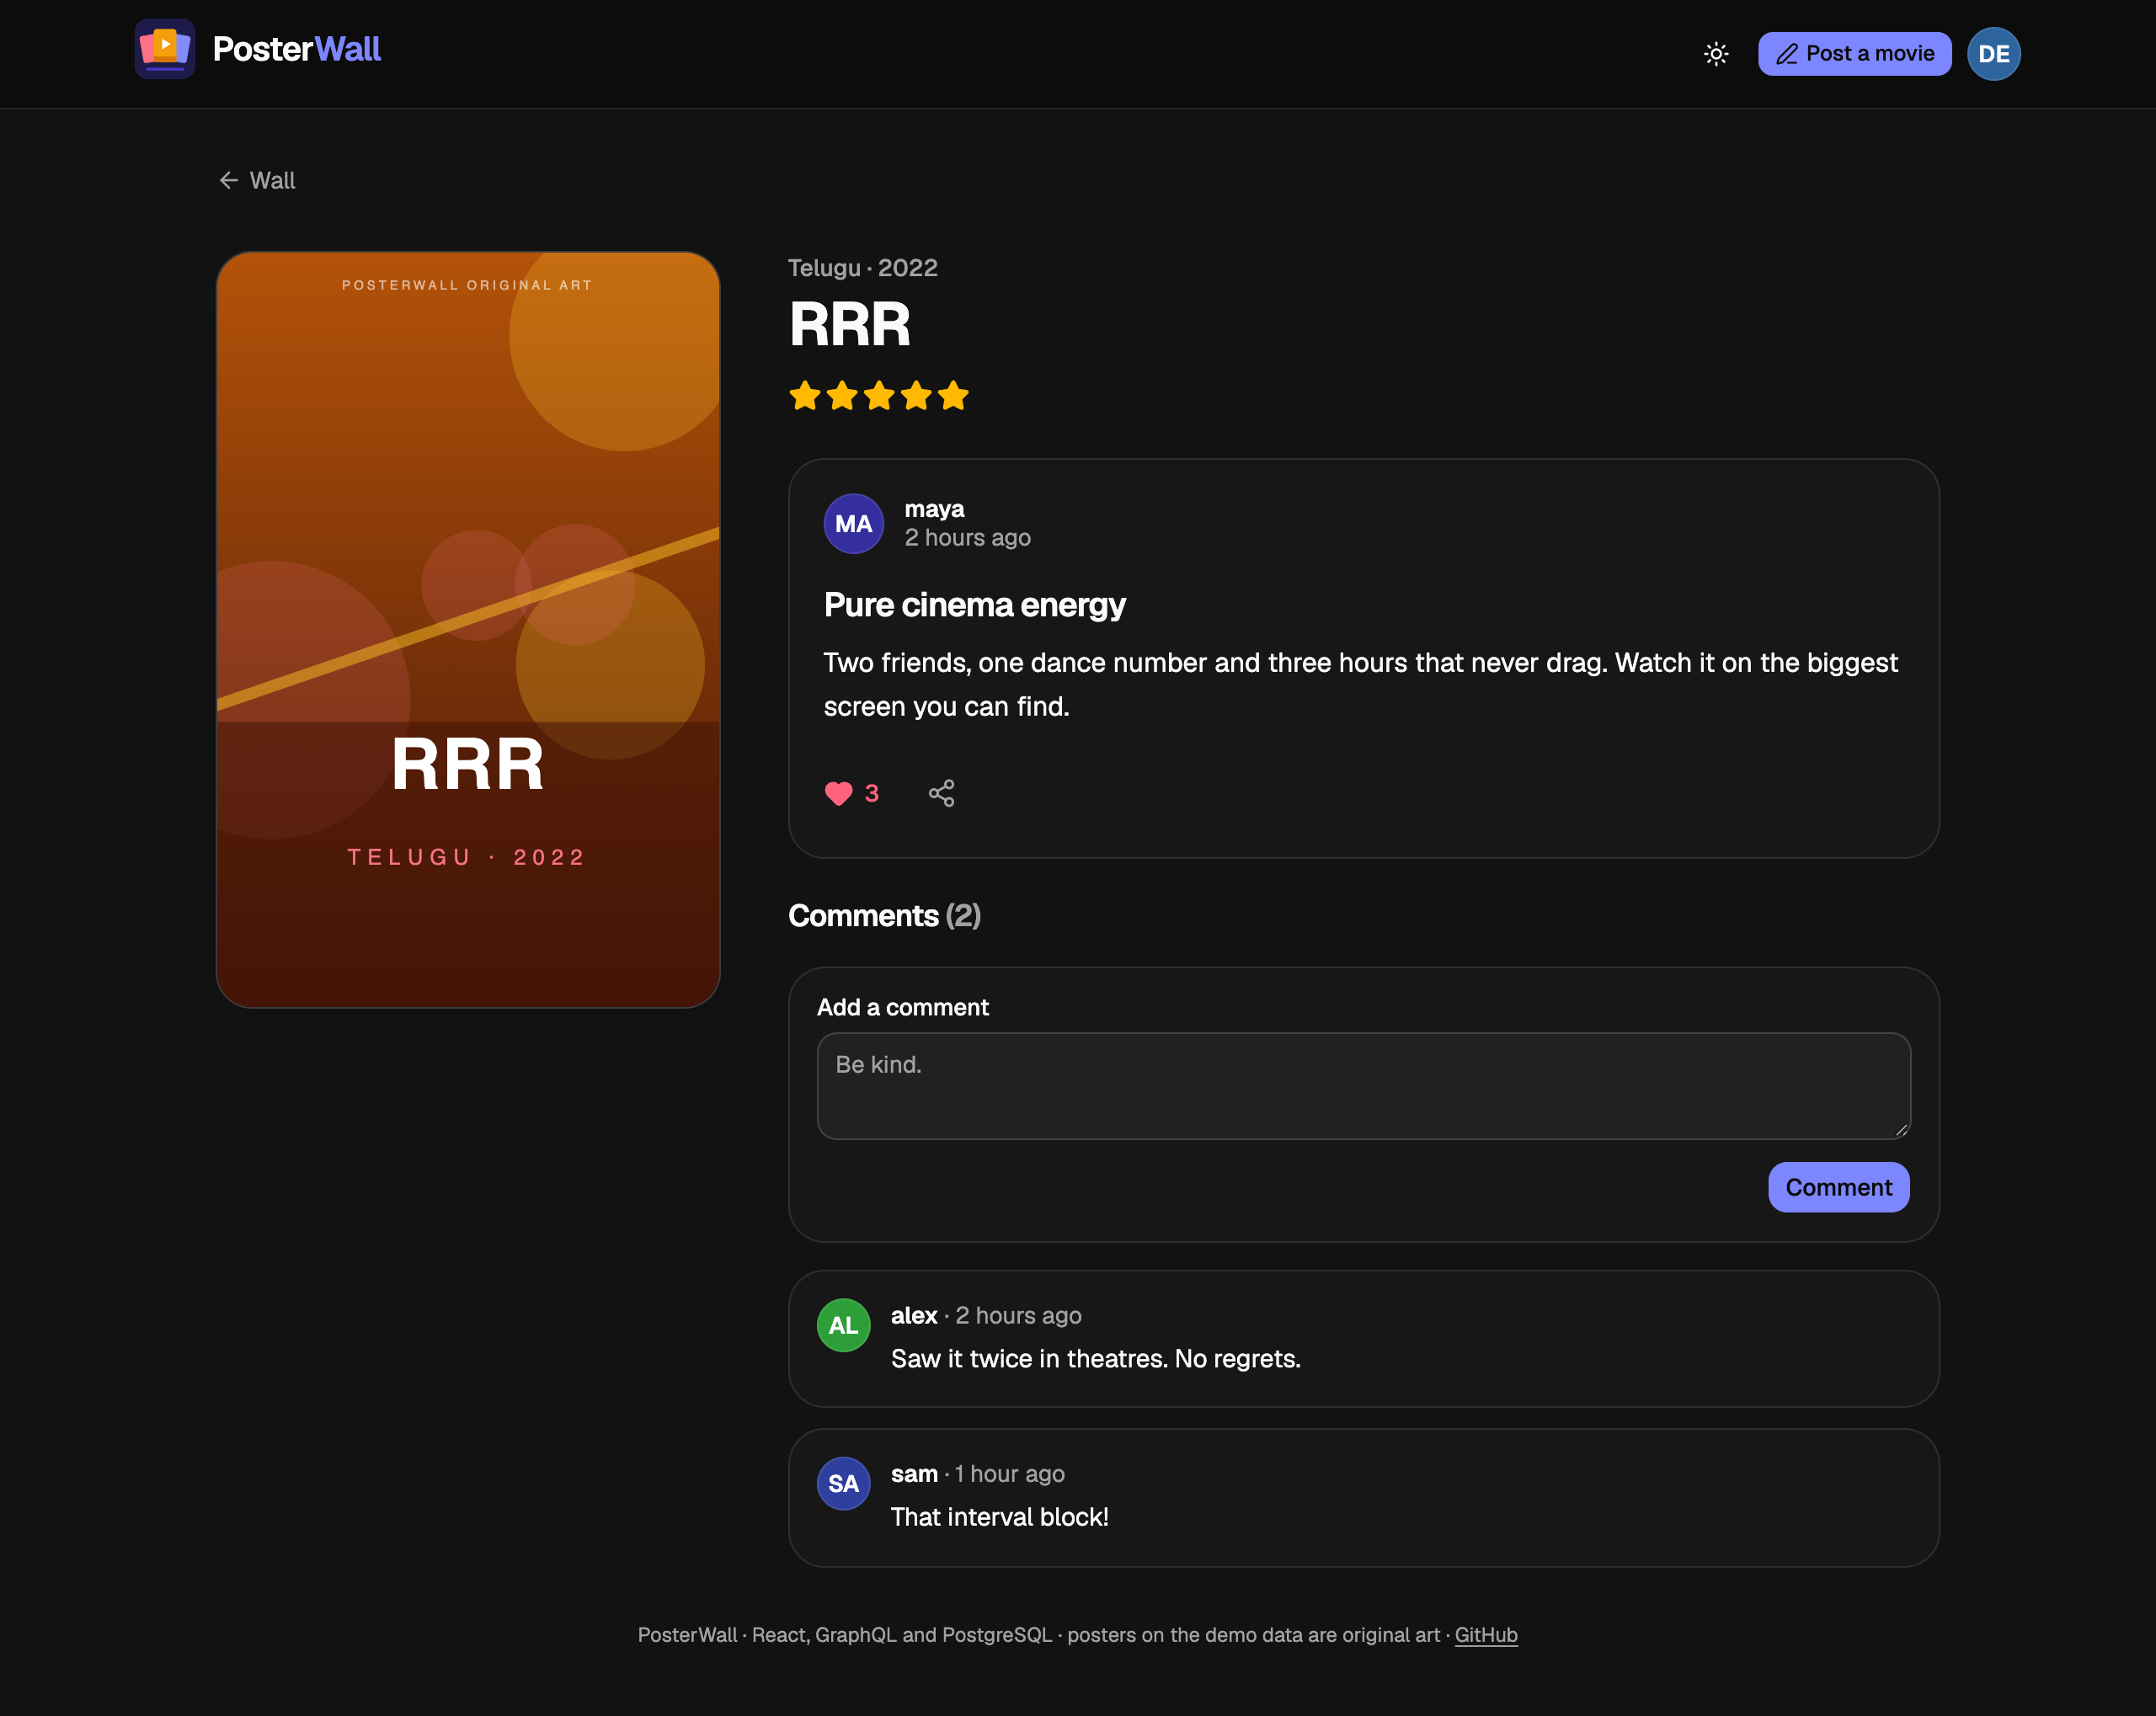 PosterWall
Post a movie
DE
Wall
POSTERWALL ORIGINAL ART
RRR
TELUGU · 2022
Telugu · 2022
RRR
MA
maya
2 hours ago
Pure cinema energy
Two friends, one dance number and three hours that never drag. Watch it on the biggest
screen you can find.
3
Comments (2)
Add a comment
Be kind.
Comment
AL
alex · 2 hours ago
Saw it twice in theatres. No regrets.
SA
sam · 1 hour ago
That interval block!
PosterWall · React, GraphQL and PostgreSQL · posters on the demo data are original art · GitHub